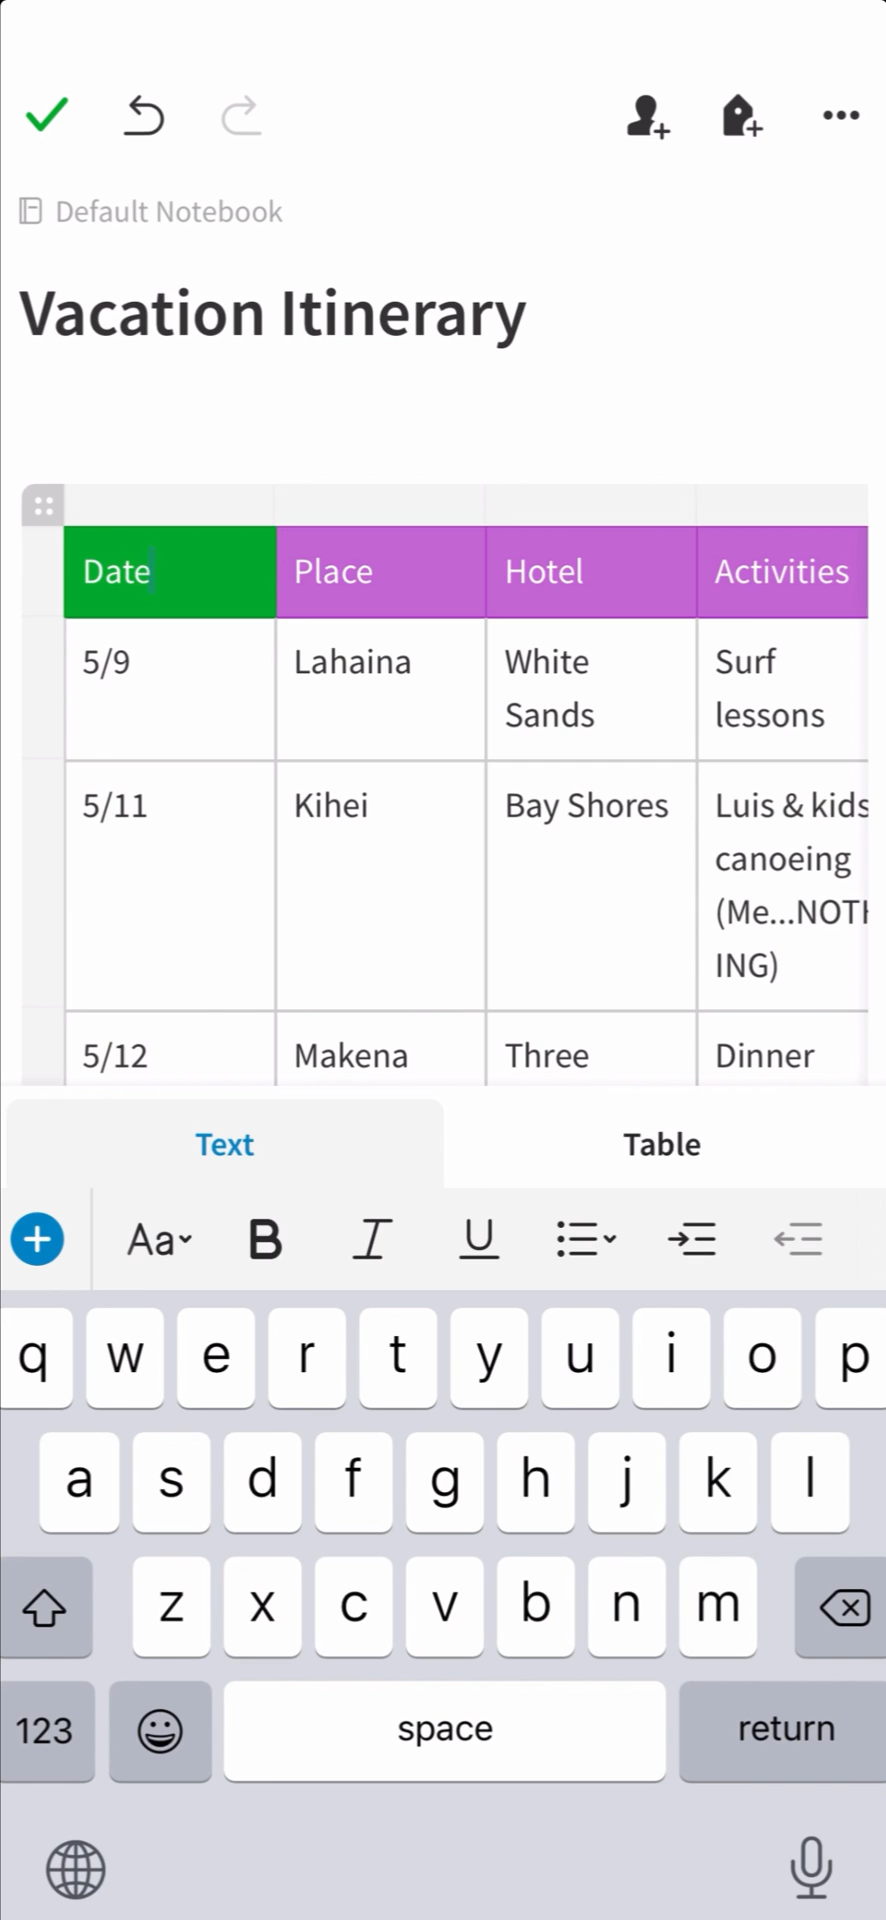 Default Notebook
Vacation Itinerary
Date Place Hotel Activities
5/9 Lahaina White Surf
Sands lessons
5/11 Kihei Bay Shores Luis & kids
canoeing
(Me...NOTH
ING)
5/12 Makena Three Dinner
Text Table
Aa B I U
q w e r t y u i o p
a s d f g h j k l
z x c v b n m
123 space return